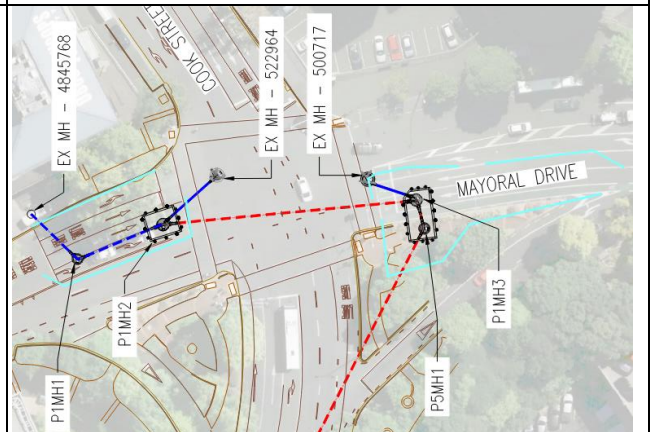 COOK STREET
EX MH - 4845768
EX MH - 522964
EX MH - 500717
MAYORAL DRIVE
P1MH1
P1MH2
P5MH1
P1MH3